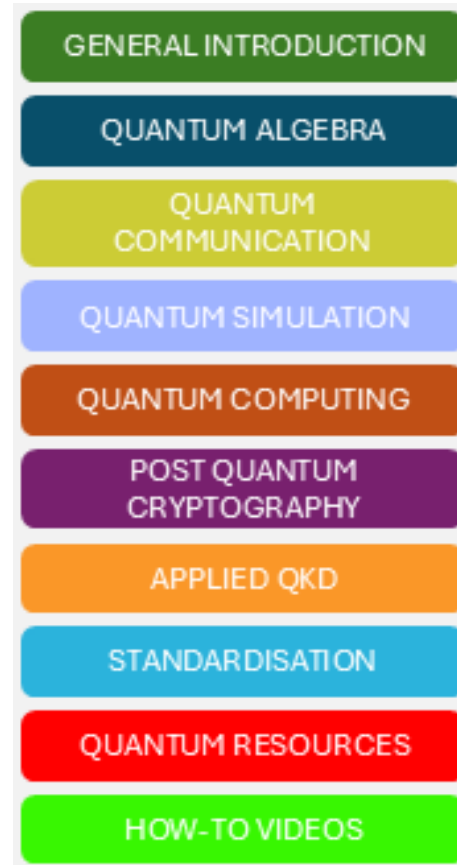 GENERAL INTRODUCTION
QUANTUM ALGEBRA
QUANTUM
COMMUNICATION
QUANTUM SIMULATION
QUANTUM COMPUTING
POST QUANTUM
CRYPTOGRAPHY
APPLIED QKD
STANDARDISATION
QUANTUM RESOURCES
HOW-TO VIDEOS